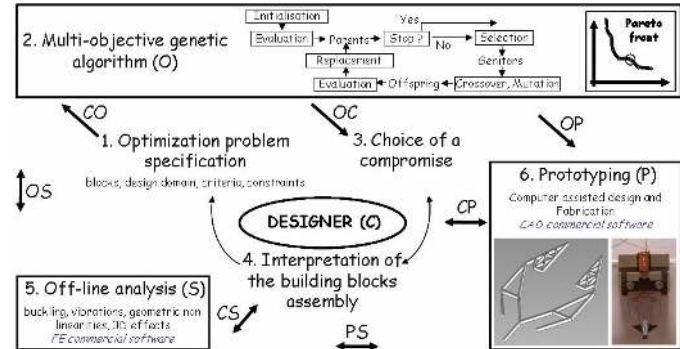 Initialisation
Yes
2. Multi-objective genetic
algorithm (O)
Evaluation
Parents
Stop ?
No
Selection
Replacement
Genitors
Evaluation
Offspring
Crossover, Mutation
Pareto
front
CO
OC
OP
1. Optimization problem
specification
blocks, design domain, criteria, constraints
3. Choice of a
compromise
OS
DESIGNER (C)
CP
6. Prototyping (P)
Computer assisted design and
Fabrication
CAO commercial software
4. Interpretation of
the building blocks
assembly
5. Off-line analysis (S)
buckling, vibrations, geometric non
linearities, 3D effects
FE commercial software
CS
PS